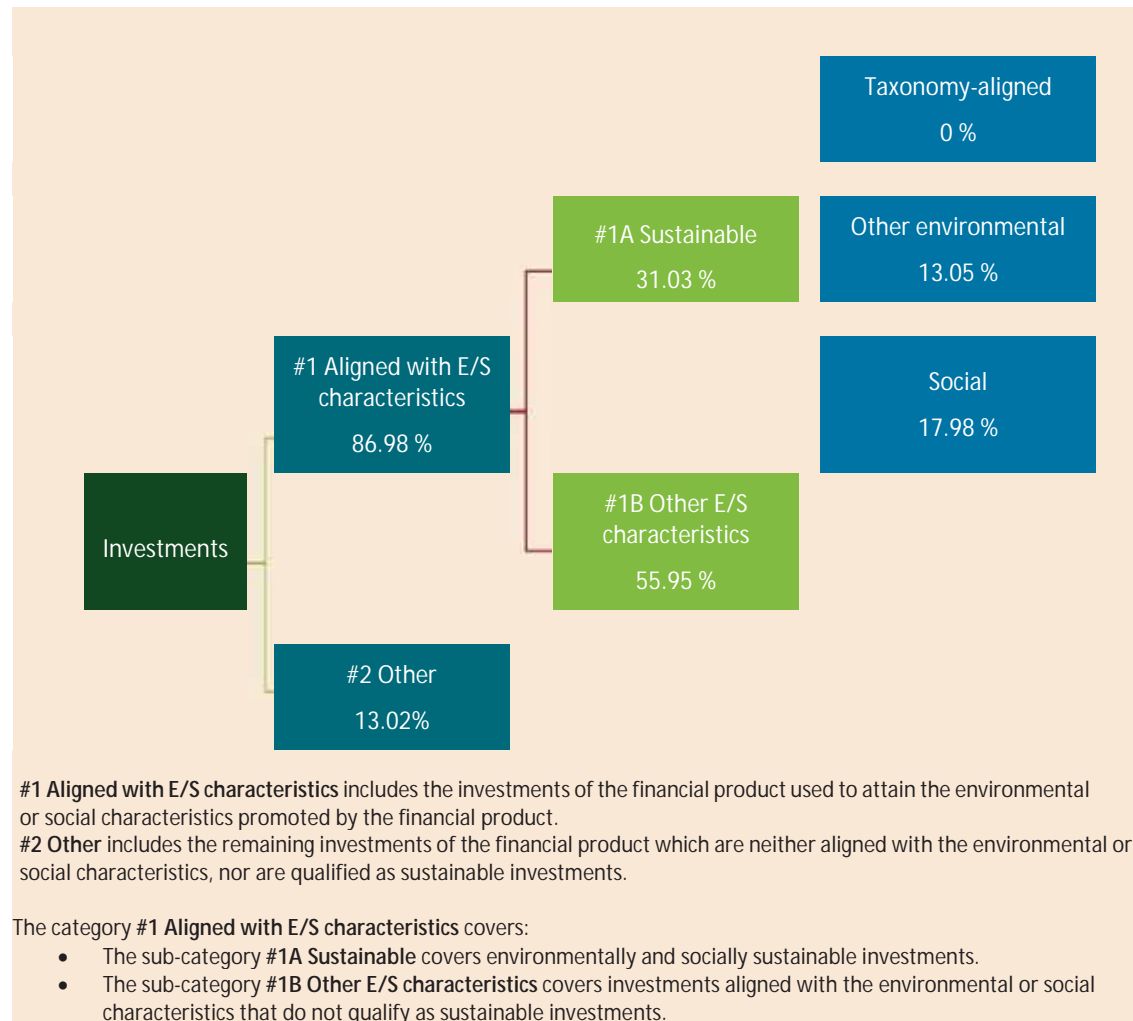 Taxonomy-aligned
0 %
#1A Sustainable
31.03 %
Other environmental
13.05 %
#1 Aligned with E/S
characteristics
86.98 %
Social
17.98 %
Investments
#1B Other E/S
characteristics
55.95 %
#2 Other
13.02%
#1 Aligned with E/S characteristics includes the investments of the financial product used to attain the environmental
or social characteristics promoted by the financial product.
#2 Other includes the remaining investments of the financial product which are neither aligned with the environmental or
social characteristics, nor are qualified as sustainable investments.
The category #1 Aligned with E/S characteristics covers:
• The sub-category #1A Sustainable covers environmentally and socially sustainable investments.
• The sub-category #1B Other E/S characteristics covers investments aligned with the environmental or social
characteristics that do not qualify as sustainable investments.